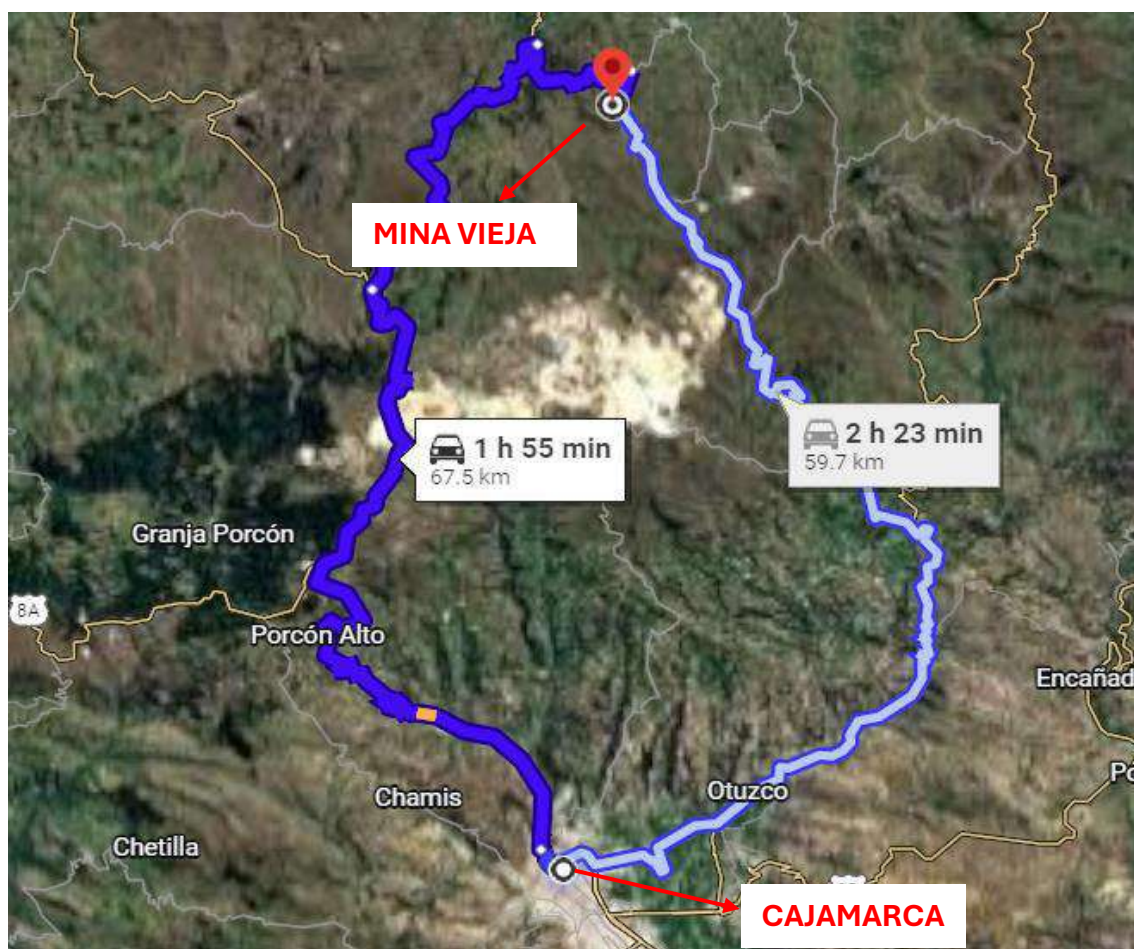 MINA VIEJA
1 h 55 min
67.5 km
2 h 23 min
59.7 km
Granja Porcón
8A
Porcón Alto
Encañad
Chamis
Otuzco
Pó
Chetilla
CAJAMARCA